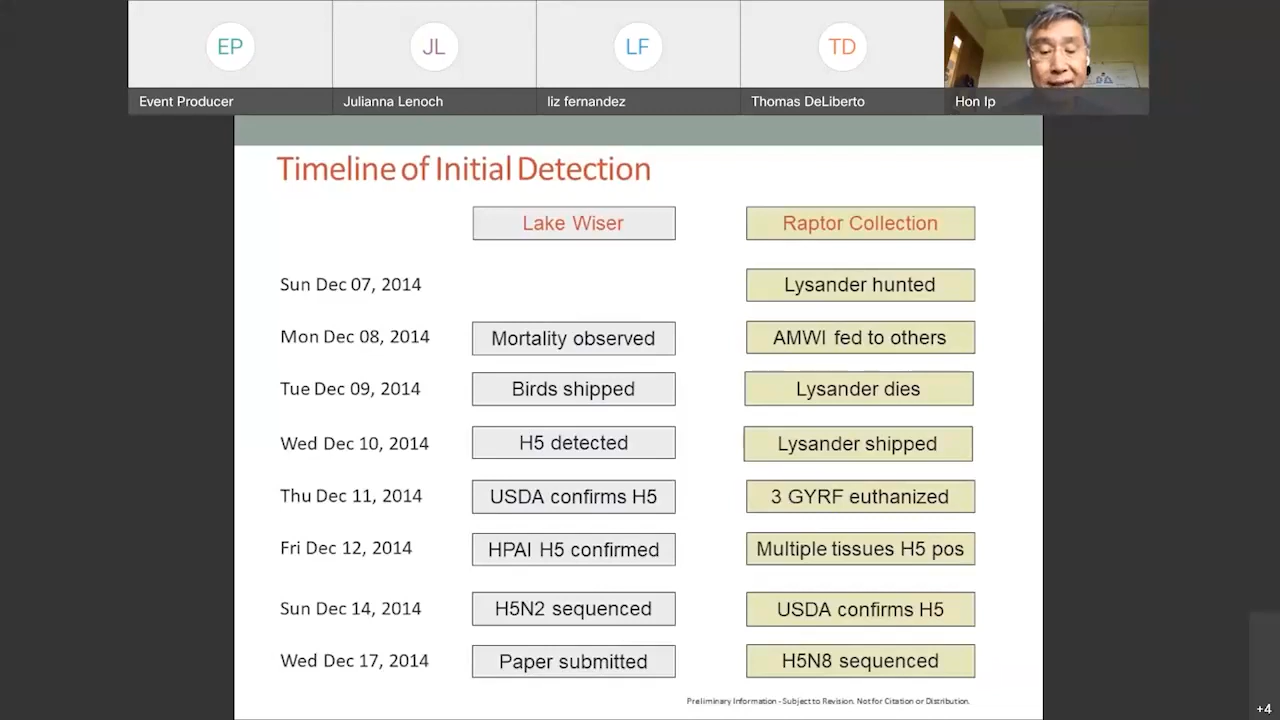 EP
JL
LF
TD
Event Producer
Julianna Lenoch
liz fernandez
Thomas DeLiberto
Hon Ip
Timeline of Initial Detection
Lake Wiser
Raptor Collection
Sun Dec 07, 2014
Lysander hunted
Mon Dec 08, 2014
Mortality observed
AMWI fed to others
Tue Dec 09, 2014
Birds shipped
Lysander dies
Wed Dec 10, 2014
H5 detected
Lysander shipped
Thu Dec 11, 2014
USDA confirms H5
3 GYRF euthanized
Fri Dec 12, 2014
HPAI H5 confirmed
Multiple tissues H5 pos
Sun Dec 14, 2014
H5N2 sequenced
USDA confirms H5
Wed Dec 17, 2014
Paper submitted
H5N8 sequenced
Preliminary Information - Subject to Revision. Not for Citation or Distribution.
+4